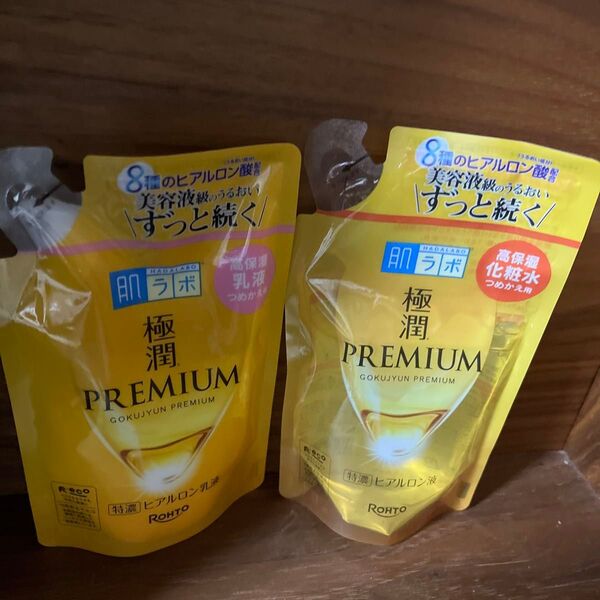 8種のヒアルロン酸配合
美容液級のうるおい
ずっと続く
HADALABO
肌ラボ
高保湿
乳液
つめかえ用
極潤
PREMIUM
GOKUJYUN PREMIUM
特濃 ヒアルロン乳液
ROHTO
8種のヒアルロン酸配合
美容液級のうるおい
ずっと続く
HADALABO
肌ラボ
高保湿
化粧水
つめかえ用
極潤
PREMIUM
GOKUJYUN PREMIUM
特濃 ヒアルロン液
ROHTO